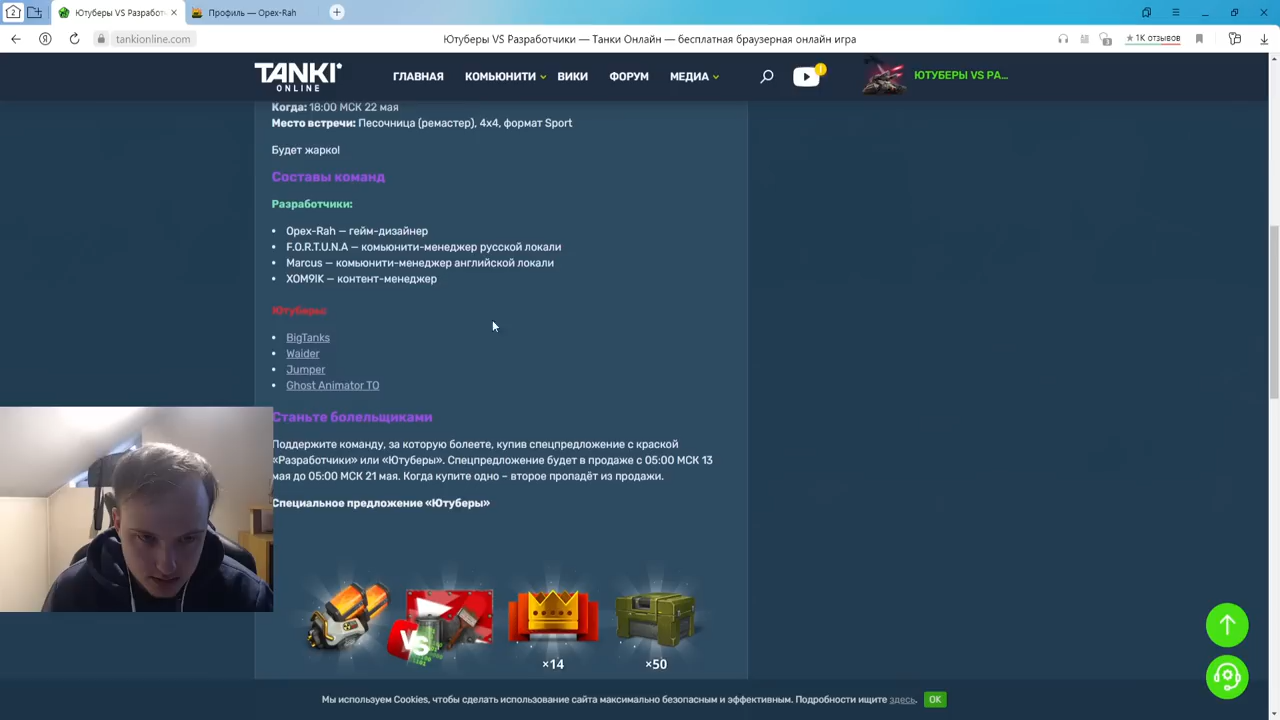 Ютуберы VS Разработ
Профиль — Opex-Rah
tankionline.com
Ютуберы VS Разработчики — Танки Онлайн — бесплатная браузерная онлайн игра
★ 1K отзывов
TANKI
ONLINE
ГЛАВНАЯ
КОМЬЮНИТИ
ВИКИ
ФОРУМ
МЕДИА
ЮТУБЕРЫ VS РА...
Когда: 18:00 МСК 22 мая
Место встречи: Песочница (ремастер), 4x4, формат Sport
Будет жарко!
Составы команд
Разработчики:
• Opex-Rah — гейм-дизайнер
• F.O.R.T.U.N.A — комьюнити-менеджер русской локали
• Marcus — комьюнити-менеджер английской локали
• XOM9IK — контент-менеджер
Ютуберы:
• BigTanks
• Waider
• Jumper
• Ghost Animator TO
Станьте болельщиками
Поддержите команду, за которую болеете, купив спецпредложение с краской
«Разработчики» или «Ютуберы». Спецпредложение будет в продаже с 05:00 МСК 13
мая до 05:00 МСК 21 мая. Когда купите одно – второе пропадёт из продажи.
Специальное предложение «Ютуберы»
VS
×14
×50
Мы используем Cookies, чтобы сделать использование сайта максимально безопасным и эффективным. Подробности ищите здесь.
OK